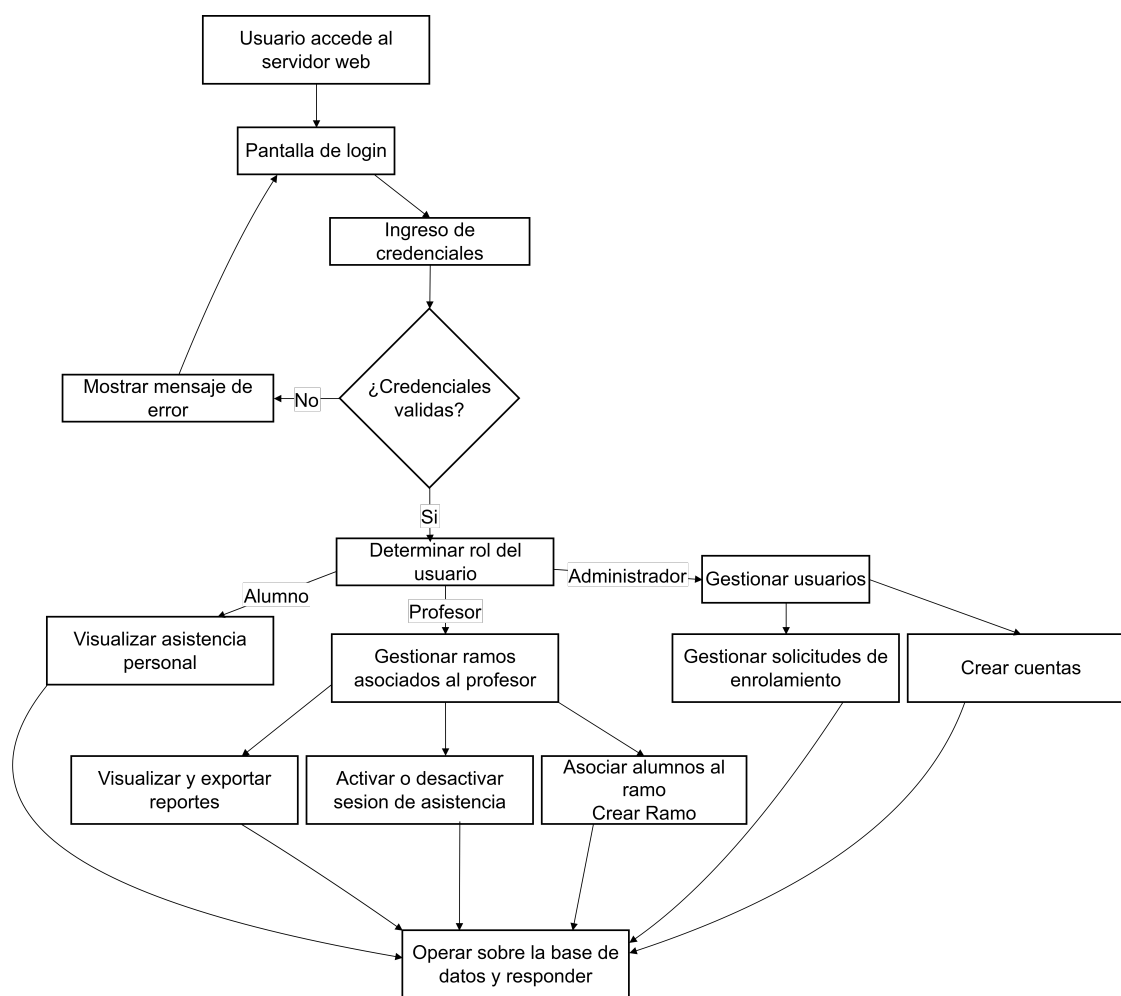 Usuario accede al
servidor web
Pantalla de login
Ingreso de
credenciales
¿Credenciales
validas?
No
Mostrar mensaje de
error
Si
Determinar rol del
usuario
Alumno
Profesor
Administrador
Gestionar usuarios
Visualizar asistencia
personal
Gestionar ramos
asociados al profesor
Gestionar solicitudes de
enrolamiento
Crear cuentas
Visualizar y exportar
reportes
Activar o desactivar
sesion de asistencia
Asociar alumnos al
ramo
Crear Ramo
Operar sobre la base de
datos y responder